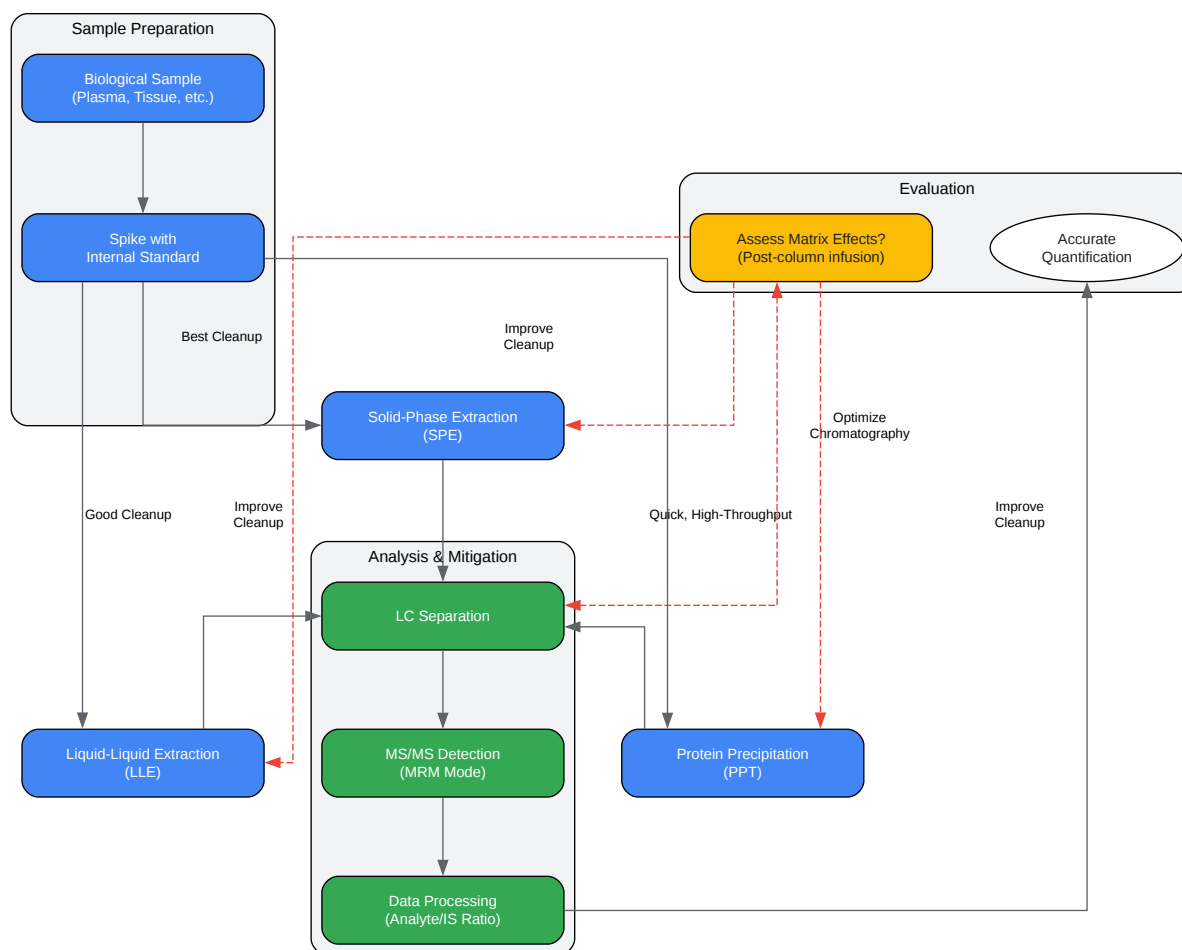 Sample Preparation
Biological Sample
(Plasma, Tissue, etc.)
Evaluation
Spike with
Internal Standard
Assess Matrix Effects?
(Post-column infusion)
Accurate
Quantification
Best Cleanup
Improve
Cleanup
Solid-Phase Extraction
(SPE)
Optimize
Chromatography
Good Cleanup
Improve
Cleanup
Quick, High-Throughput
Improve
Cleanup
Analysis & Mitigation
LC Separation
Liquid-Liquid Extraction
(LLE)
MS/MS Detection
(MRM Mode)
Protein Precipitation
(PPT)
Data Processing
(Analyte/IS Ratio)